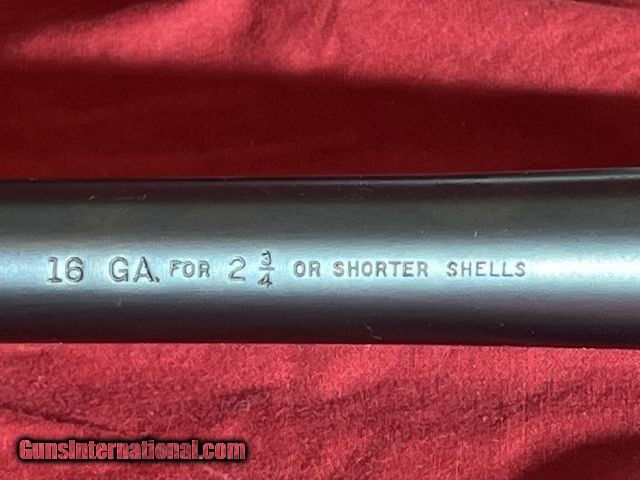 16 GA. FOR 2 3/4 OR SHORTER SHELLS
GunsInternational.com